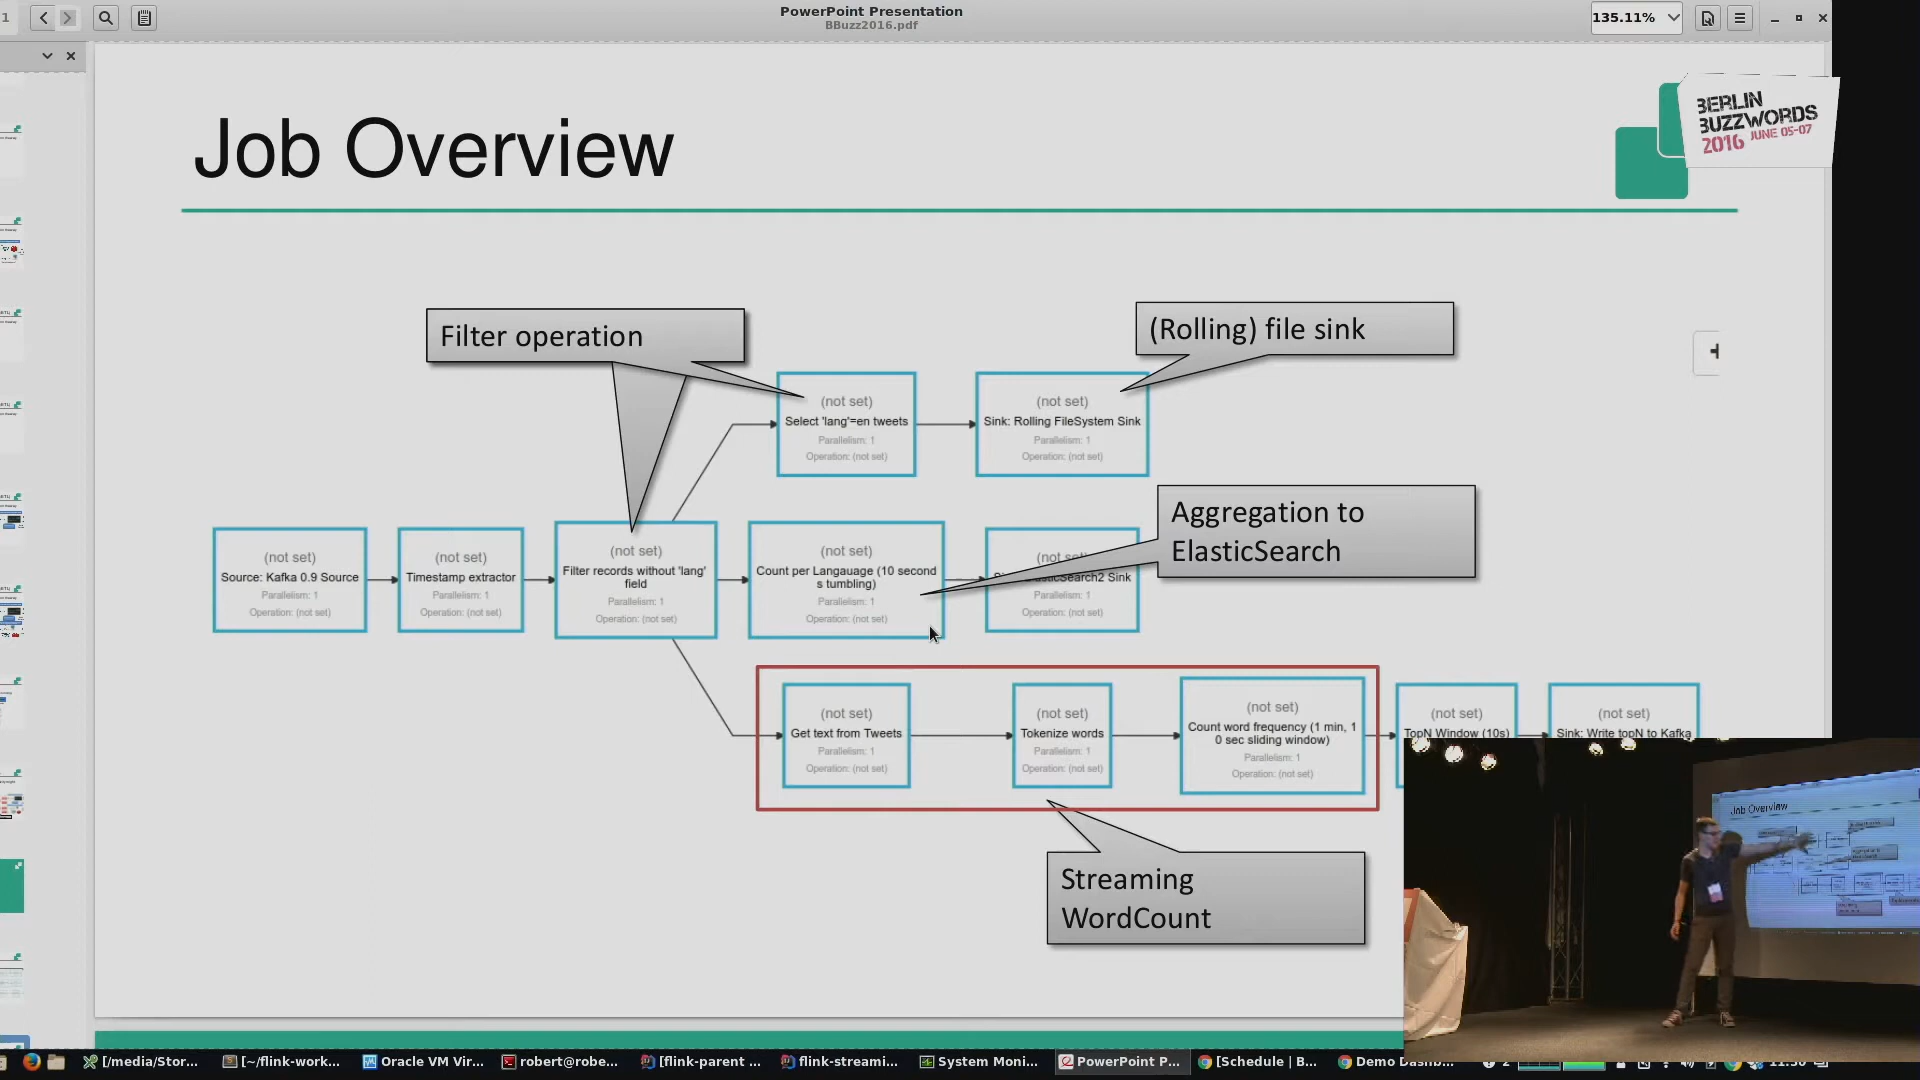 PowerPoint Presentation
BBuzz2016.pdf
135.11%
Job Overview
BERLIN
BUZZWORDS
2016 JUNE 05-07
Filter operation
(Rolling) file sink
(not set)
Select 'lang'=en tweets
Parallelism: 1
Operation: (not set)
(not set)
Sink: Rolling FileSystem Sink
Parallelism: 1
Operation: (not set)
Aggregation to
ElasticSearch
(not set)
Source: Kafka 0.9 Source
Parallelism: 1
Operation: (not set)
(not set)
Timestamp extractor
Parallelism: 1
Operation: (not set)
(not set)
Filter records without 'lang'
field
Parallelism: 1
Operation: (not set)
(not set)
Count per Langauage (10 second
s tumbling)
Parallelism: 1
Operation: (not set)
Sink
Parallelism: 1
Operation: (not set)
(not set)
Get text from Tweets
Parallelism: 1
Operation: (not set)
(not set)
Tokenize words
Parallelism: 1
Operation: (not set)
(not set)
Count word frequency (1 min, 1
0 sec sliding window)
Parallelism: 1
Operation: (not set)
(not set)
TopN Window (10s)
(not set)
Sink: Write topN to Kafka
Streaming
WordCount
Job Overview
[/media/Stor...
[~/flink-work...
Oracle VM Vir...
robert@robe...
[flink-parent ...
flink-streami...
System Moni...
PowerPoint P...
[Schedule | B...
Demo Dashb...